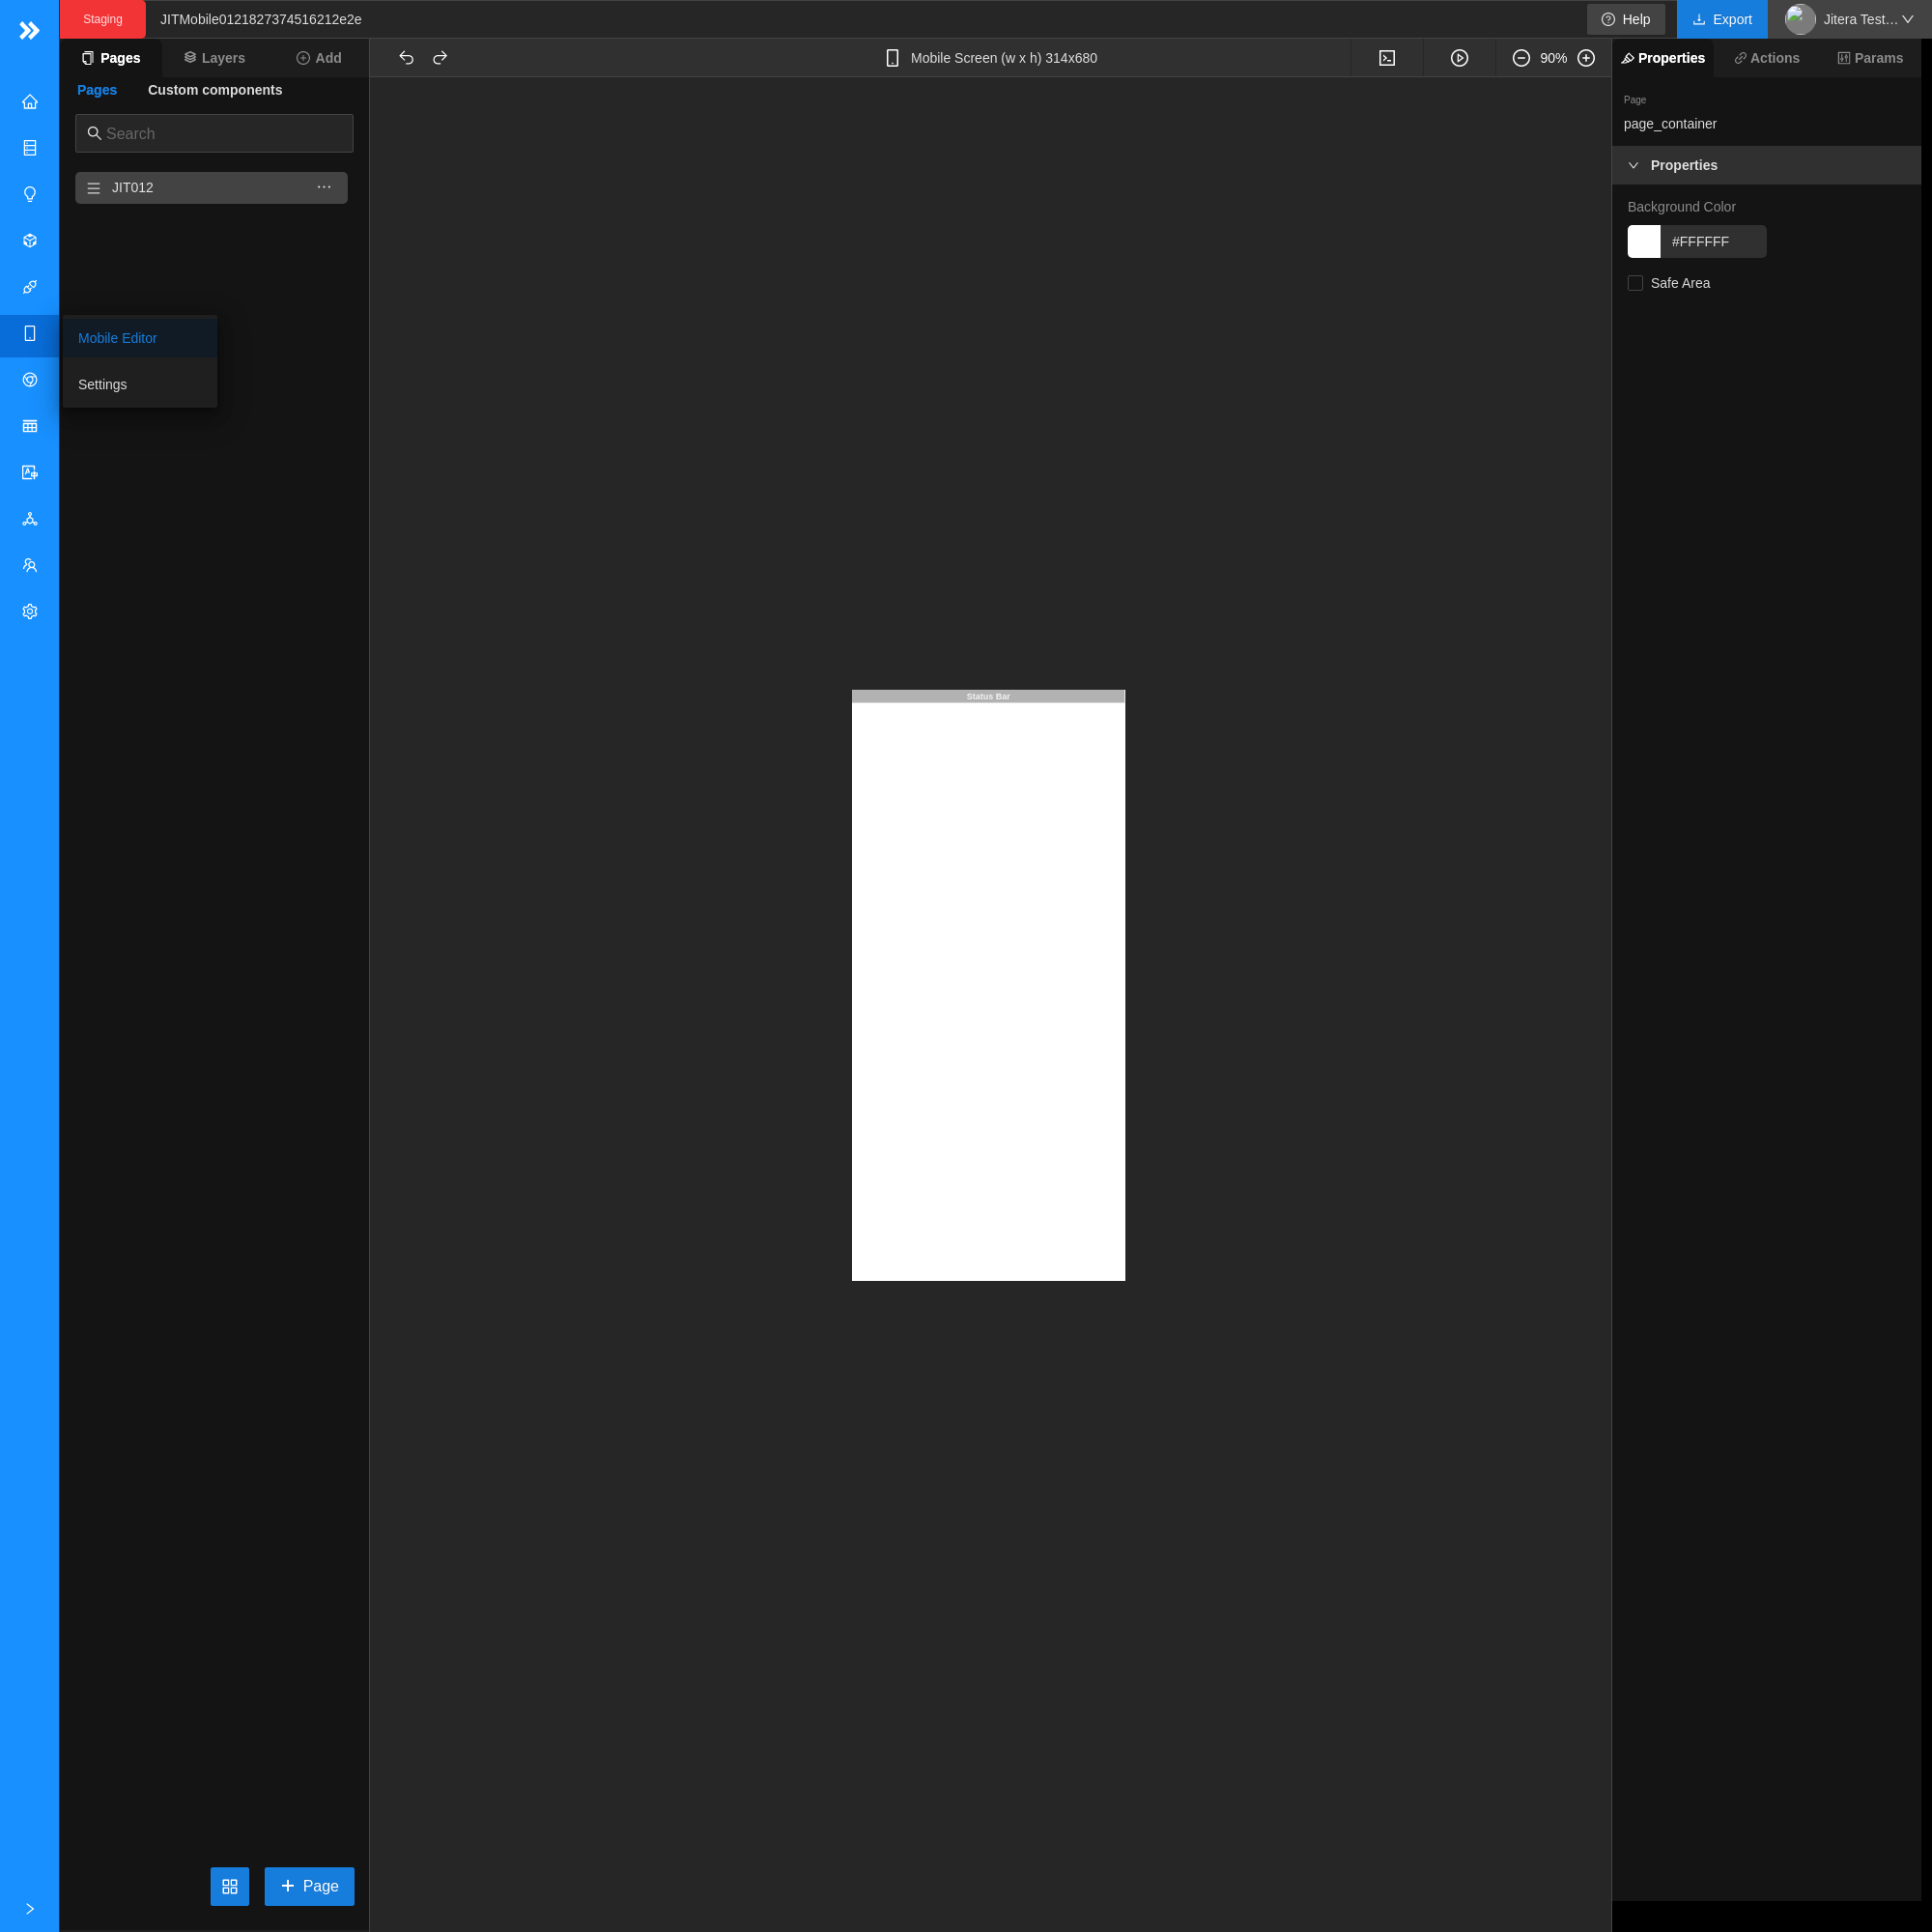 Staging
JITMobile0121827374516212e2e
Help
Export
Jitera Test...
Pages
Layers
Add
Mobile Screen (w x h) 314x680
90%
Properties
Actions
Params
Pages
Custom components
Search
JIT012
Mobile Editor
Settings
Status Bar
Page
page_container
Properties
Background Color
#FFFFFF
Safe Area
Page